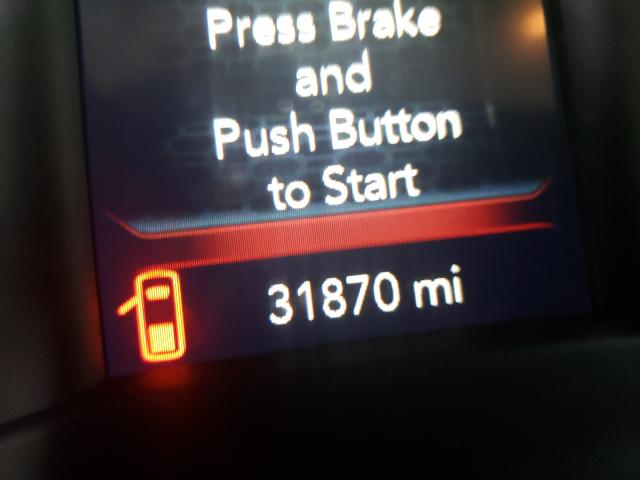 Press Brake
and
Push Button
to Start
31870 mi